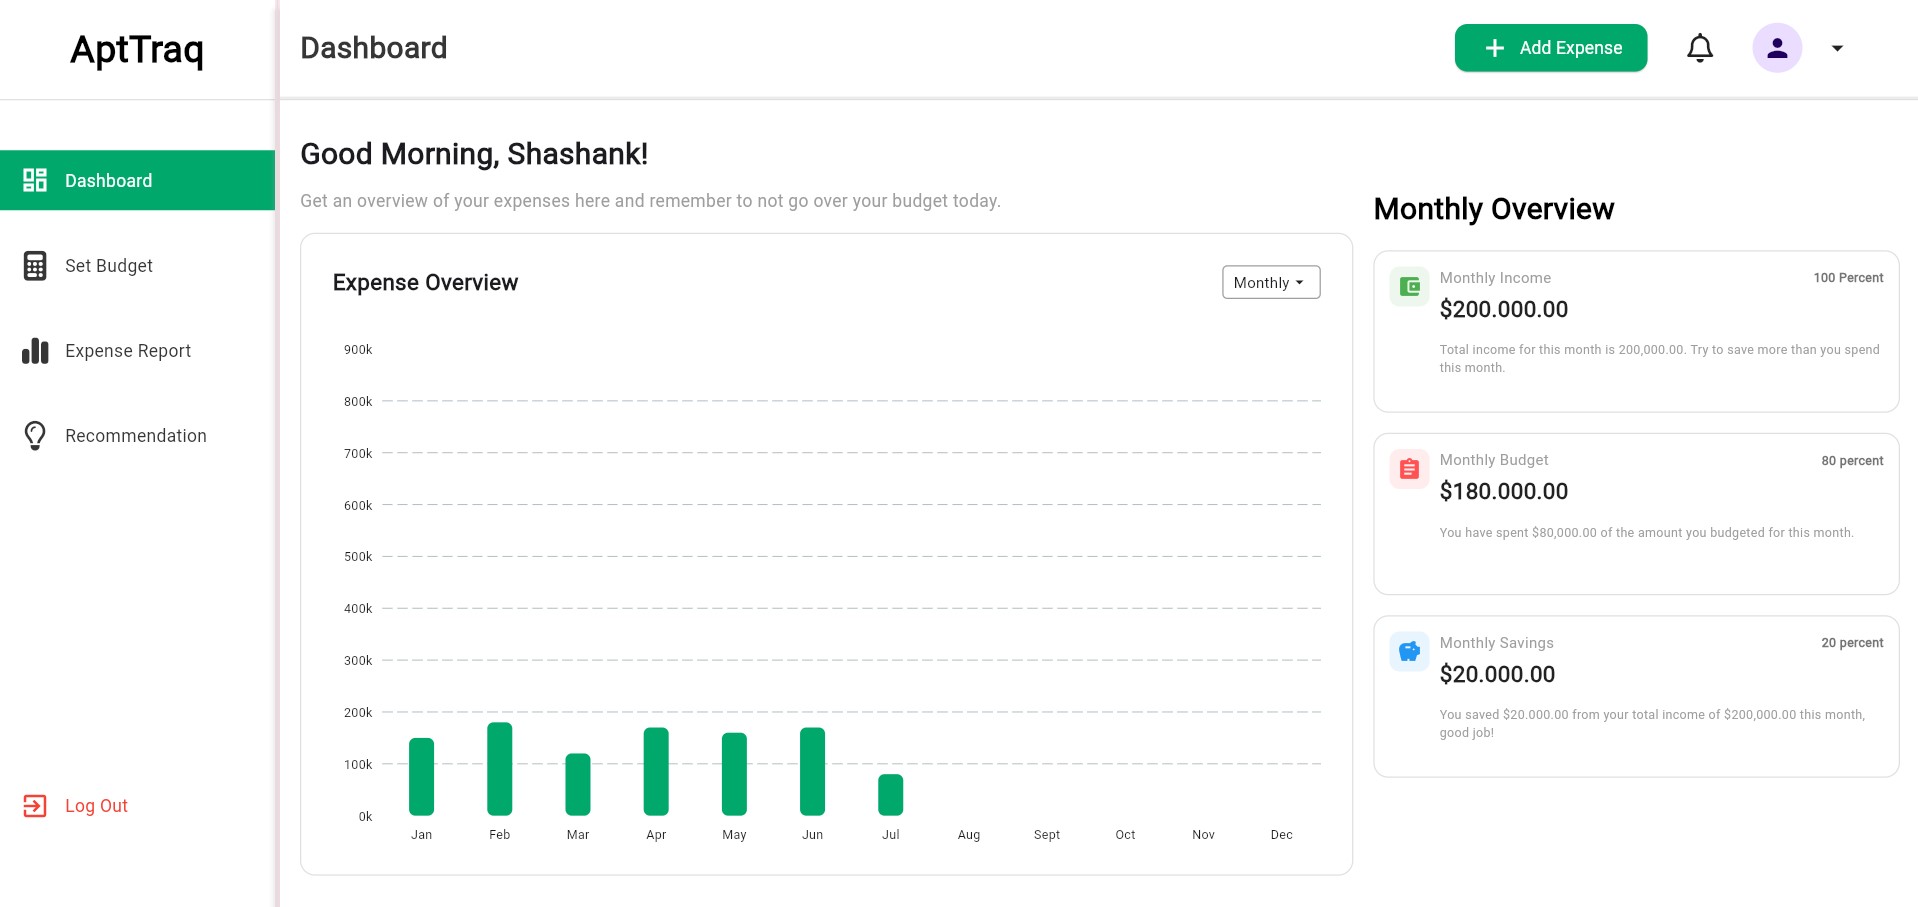 AptTraq
Dashboard
Add Expense
Dashboard
Set Budget
Expense Report
Recommendation
Log Out
Good Morning, Shashank!
Get an overview of your expenses here and remember to not go over your budget today.
Expense Overview
Monthly
900k
800k
700k
600k
500k
400k
300k
200k
100k
0k
Jan Feb Mar Apr May Jun Jul Aug Sept Oct Nov Dec
Monthly Overview
Monthly Income 100 Percent
$200.000.00
Total income for this month is 200,000.00. Try to save more than you spend
this month.
Monthly Budget 80 percent
$180.000.00
You have spent $80,000.00 of the amount you budgeted for this month.
Monthly Savings 20 percent
$20.000.00
You saved $20.000.00 from your total income of $200,000.00 this month,
good job!